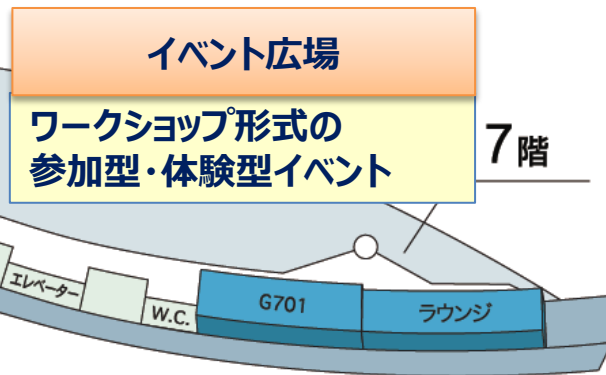 イベント広場
ワークショップ形式の
参加型・体験型イベント
7階
エレベーター
W.C.
G701
ラウンジ